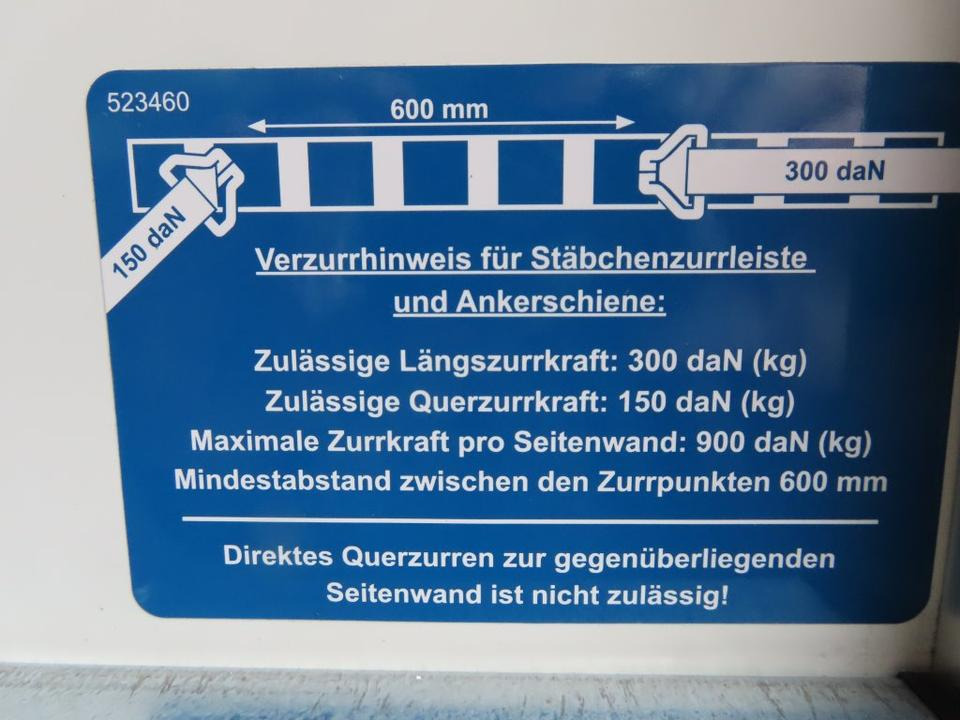 523460
600 mm
300 daN
150 daN
Verzurrhinweis für Stäbchenzurrleiste
und Ankerschiene:
Zulässige Längszurrkraft: 300 daN (kg)
Zulässige Querzurrkraft: 150 daN (kg)
Maximale Zurrkraft pro Seitenwand: 900 daN (kg)
Mindestabstand zwischen den Zurrpunkten 600 mm
Direktes Querzurren zur gegenüberliegenden
Seitenwand ist nicht zulässig!